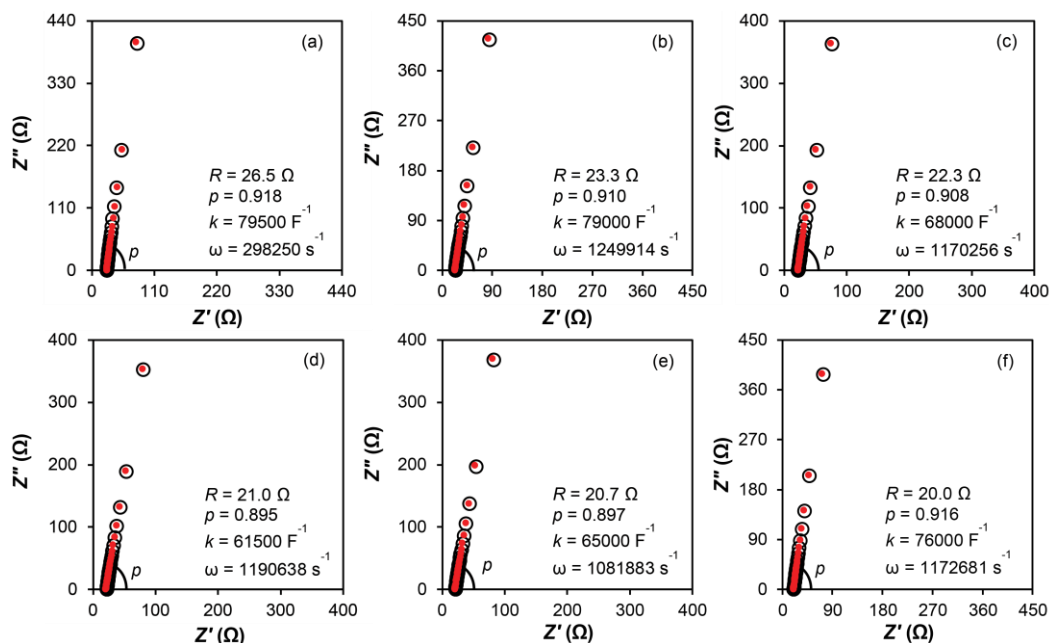 (a)
440
330
220
110
0
Z″ (Ω)
R = 26.5 Ω
p = 0.918
k = 79500 F⁻¹
ω = 298250 s⁻¹
p
0 110 220 330 440
Z′ (Ω)
(b)
450
360
270
180
90
0
Z″ (Ω)
R = 23.3 Ω
p = 0.910
k = 79000 F⁻¹
ω = 1249914 s⁻¹
p
0 90 180 270 360 450
Z′ (Ω)
(c)
400
300
200
100
0
Z″ (Ω)
R = 22.3 Ω
p = 0.908
k = 68000 F⁻¹
ω = 1170256 s⁻¹
p
0 100 200 300 400
Z′ (Ω)
(d)
400
300
200
100
0
Z″ (Ω)
R = 21.0 Ω
p = 0.895
k = 61500 F⁻¹
ω = 1190638 s⁻¹
p
0 100 200 300 400
Z′ (Ω)
(e)
400
300
200
100
0
Z″ (Ω)
R = 20.7 Ω
p = 0.897
k = 65000 F⁻¹
ω = 1081883 s⁻¹
p
0 100 200 300 400
Z′ (Ω)
(f)
450
360
270
180
90
0
Z″ (Ω)
R = 20.0 Ω
p = 0.916
k = 76000 F⁻¹
ω = 1172681 s⁻¹
p
0 90 180 270 360 450
Z′ (Ω)